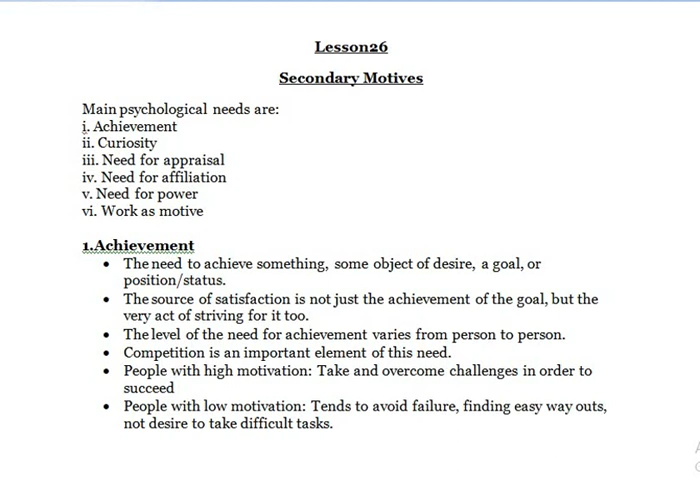 Lesson26
Secondary Motives
Main psychological needs are:
i. Achievement
ii. Curiosity
iii. Need for appraisal
iv. Need for affiliation
v. Need for power
vi. Work as motive
1.Achievement
• The need to achieve something, some object of desire, a goal, or
position/status.
• The source of satisfaction is not just the achievement of the goal, but the
very act of striving for it too.
• The level of the need for achievement varies from person to person.
• Competition is an important element of this need.
• People with high motivation: Take and overcome challenges in order to
succeed
• People with low motivation: Tends to avoid failure, finding easy way outs,
not desire to take difficult tasks.